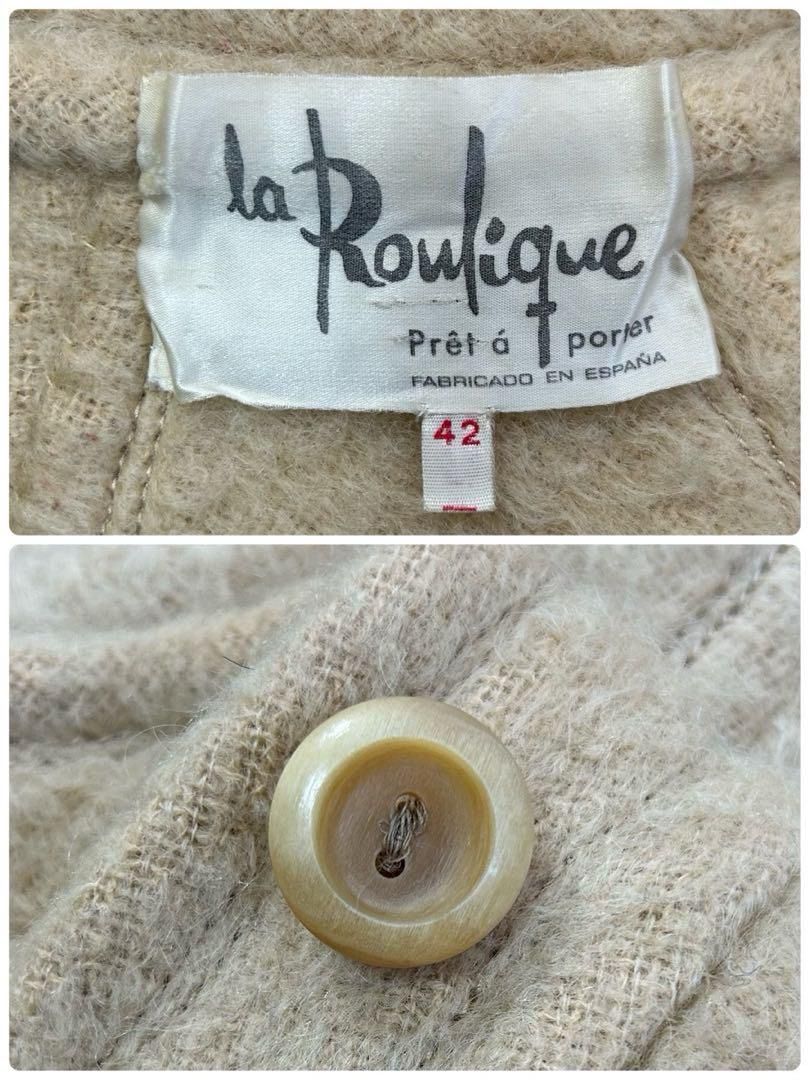 la Roulique
Prêt á porter
FABRICADO EN ESPAÑA
42